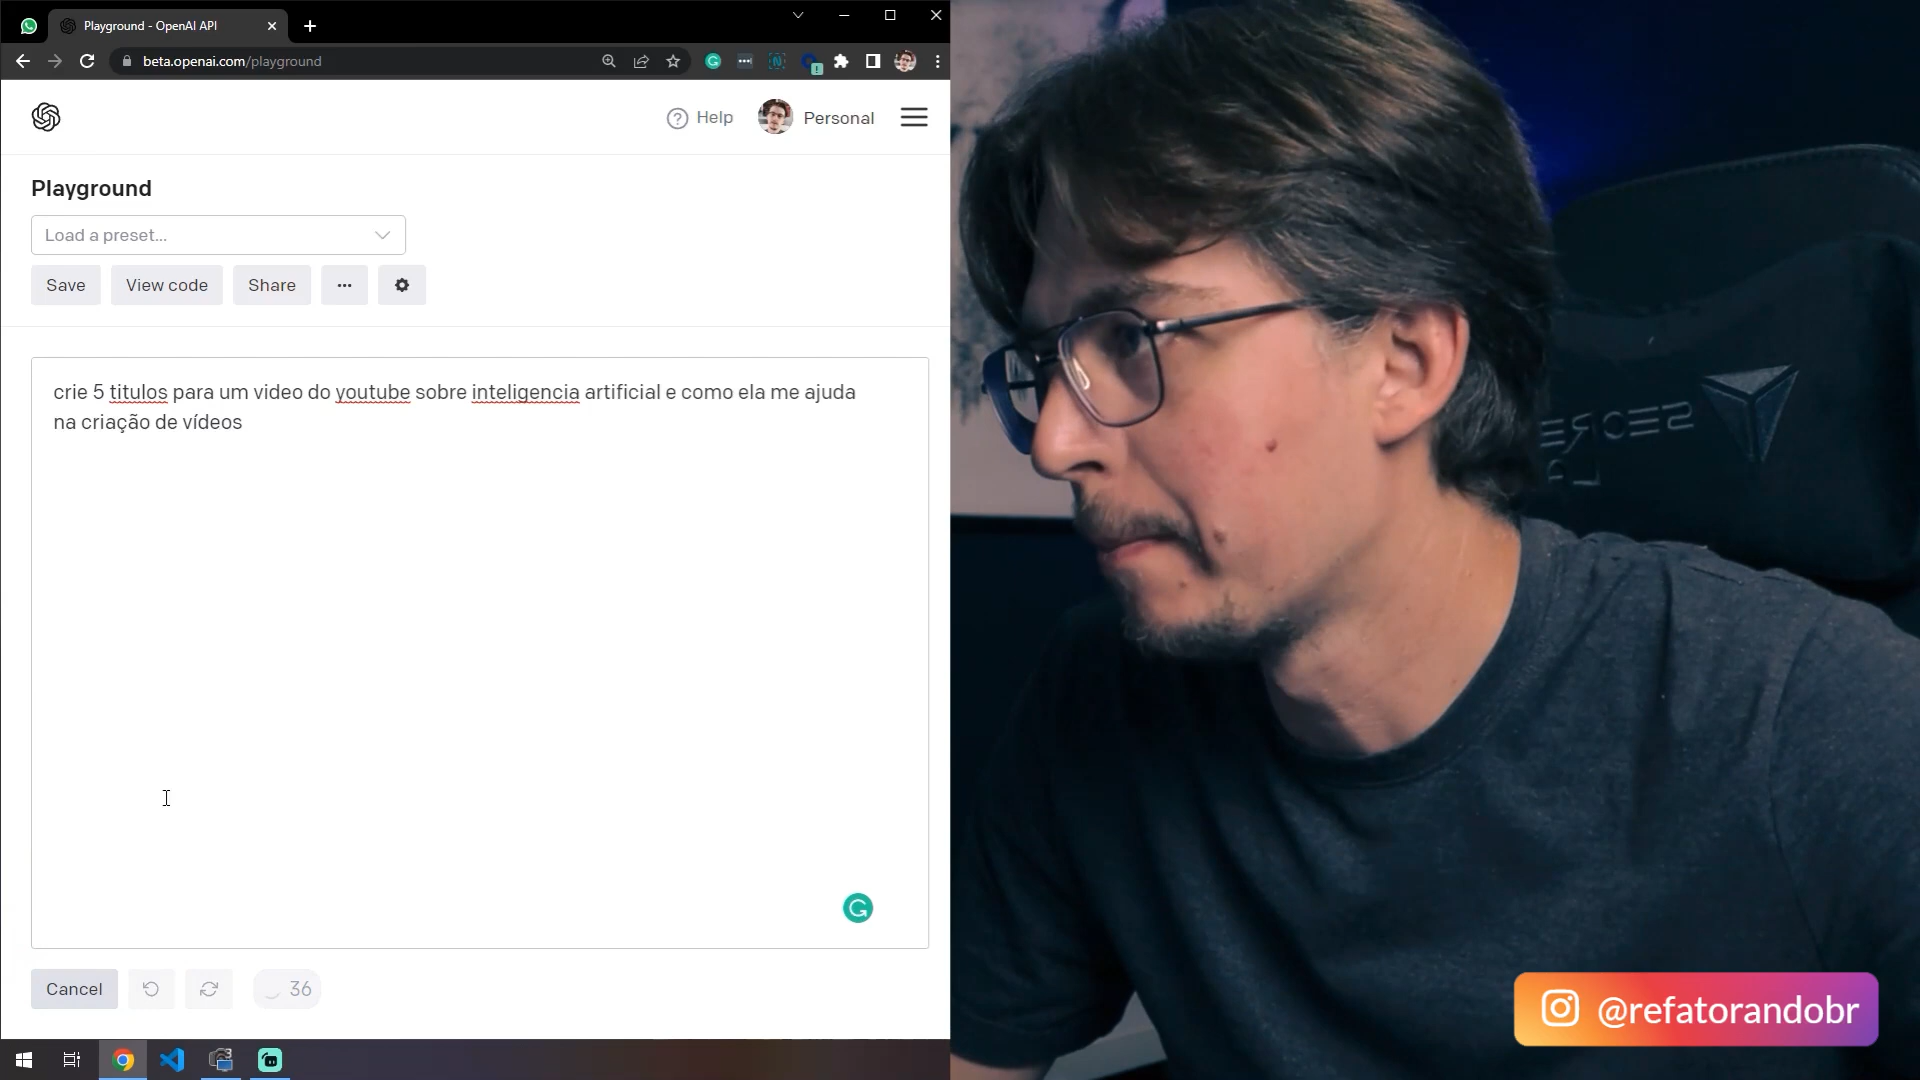 Playground - OpenAI API
beta.openai.com/playground
Help
Personal
Playground
Load a preset...
Save
View code
Share
crie 5 titulos para um video do youtube sobre inteligencia artificial e como ela me ajuda
na criação de vídeos
Cancel
36
@refatorandobr